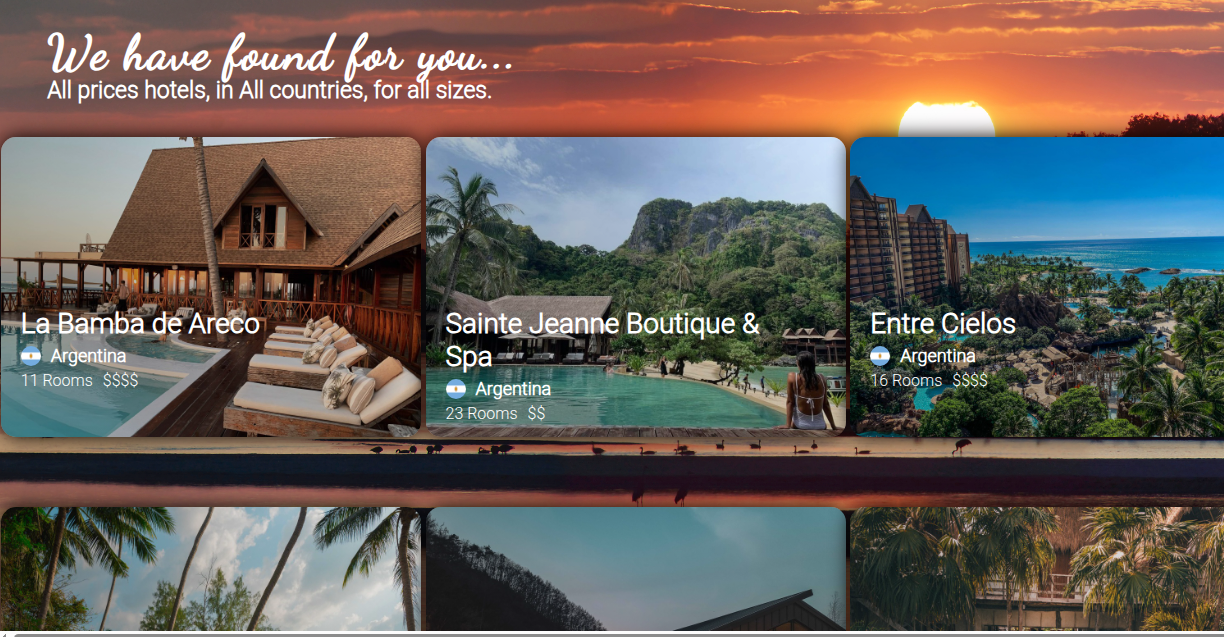 We have found for you...
All prices hotels, in All countries, for all sizes.
La Bamba de Areco
Argentina
11 Rooms $$$$
Sainte Jeanne Boutique &
Spa
Argentina
23 Rooms $$
Entre Cielos
Argentina
16 Rooms $$$$